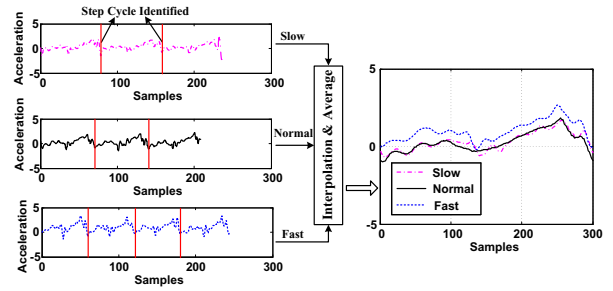 Step Cycle Identified
Acceleration
5
0
-5
0
100
200
300
Samples
Slow
Acceleration
5
0
-5
0
100
200
300
Samples
Normal
Acceleration
5
0
-5
0
100
200
300
Samples
Fast
Interpolation & Average
5
0
-5
0
100
200
300
Samples
Slow
Normal
Fast